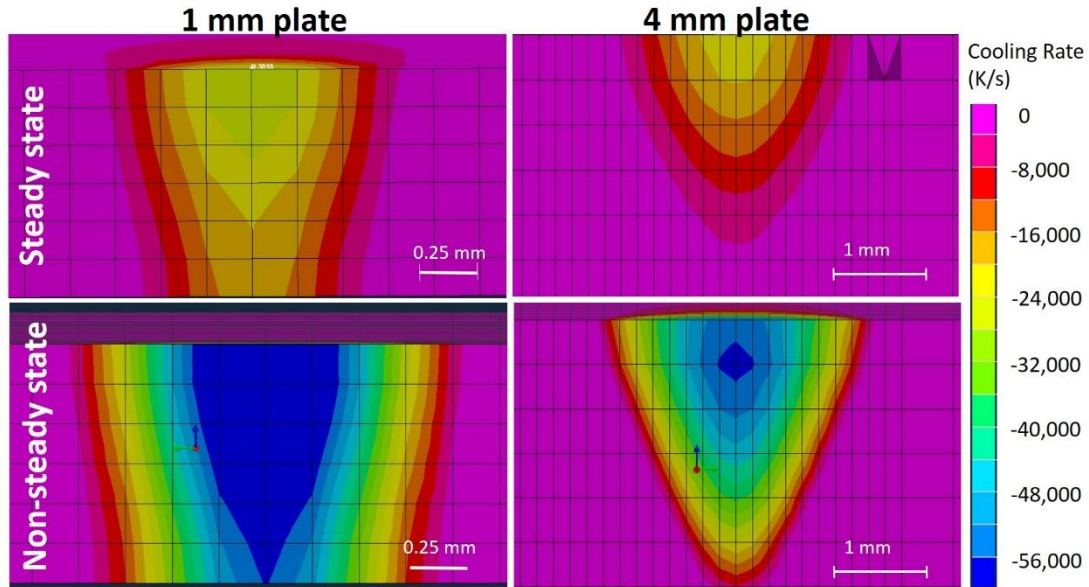 1 mm plate
4 mm plate
Steady state
Non-steady state
0.25 mm
1 mm
0.25 mm
1 mm
Cooling Rate
(K/s)
0
-8,000
-16,000
-24,000
-32,000
-40,000
-48,000
-56,000